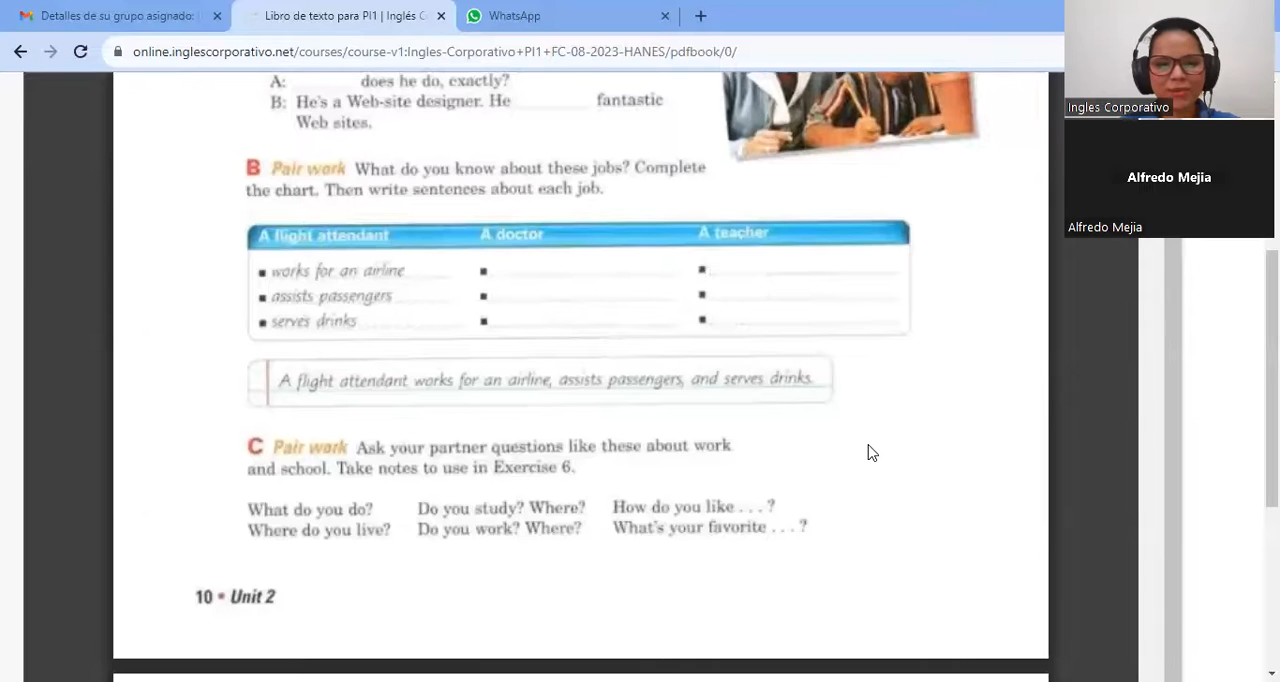 Detalles de su grupo asignado:
Libro de texto para PI1 | Inglés C
WhatsApp
online.inglescorporativo.net/courses/course-v1:Ingles-Corporativo+PI1+FC-08-2023-HANES/pdfbook/0/
A: does he do, exactly?
B: He's a Web-site designer. He fantastic
Web sites.
B Pair work What do you know about these jobs? Complete
the chart. Then write sentences about each job.
A flight attendant A doctor A teacher
works for an airline
assists passengers
serves drinks
A flight attendant works for an airline, assists passengers, and serves drinks.
C Pair work Ask your partner questions like these about work
and school. Take notes to use in Exercise 6.
What do you do? Do you study? Where? How do you like . . . ?
Where do you live? Do you work? Where? What's your favorite . . . ?
10 • Unit 2
Ingles Corporativo
Alfredo Mejia
Alfredo Mejia